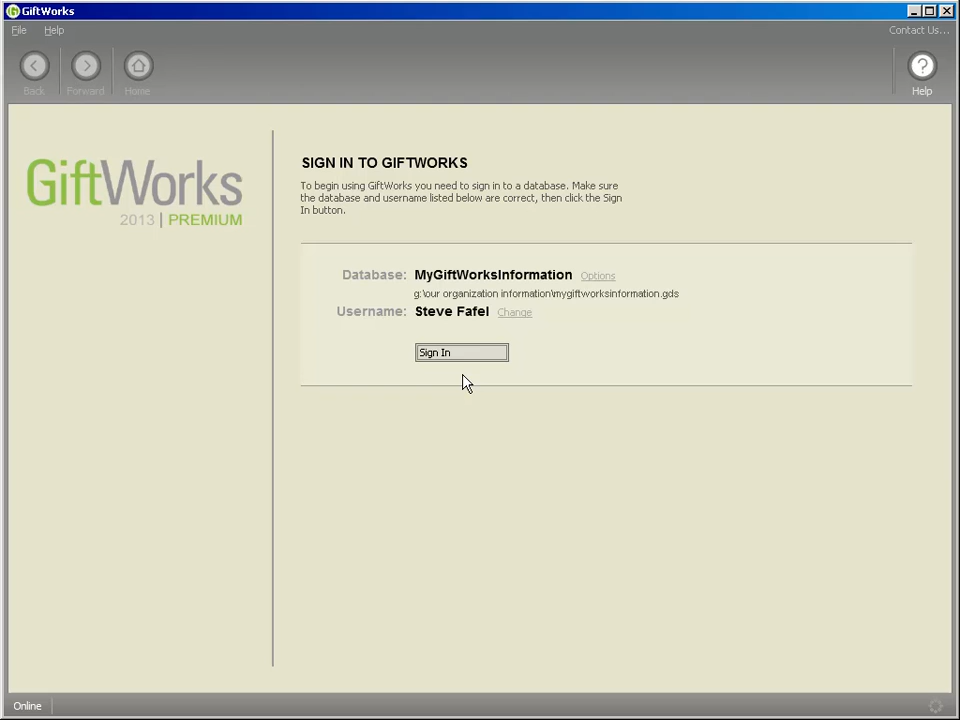 GiftWorks
File Help Contact Us...
Back Forward Home Help
GiftWorks
2013 | PREMIUM
SIGN IN TO GIFTWORKS
To begin using GiftWorks you need to sign in to a database. Make sure
the database and username listed below are correct, then click the Sign
In button.
Database: MyGiftWorksInformation Options
g:\our organization information\mygiftworksinformation.gds
Username: Steve Fafel Change
Sign In
Online